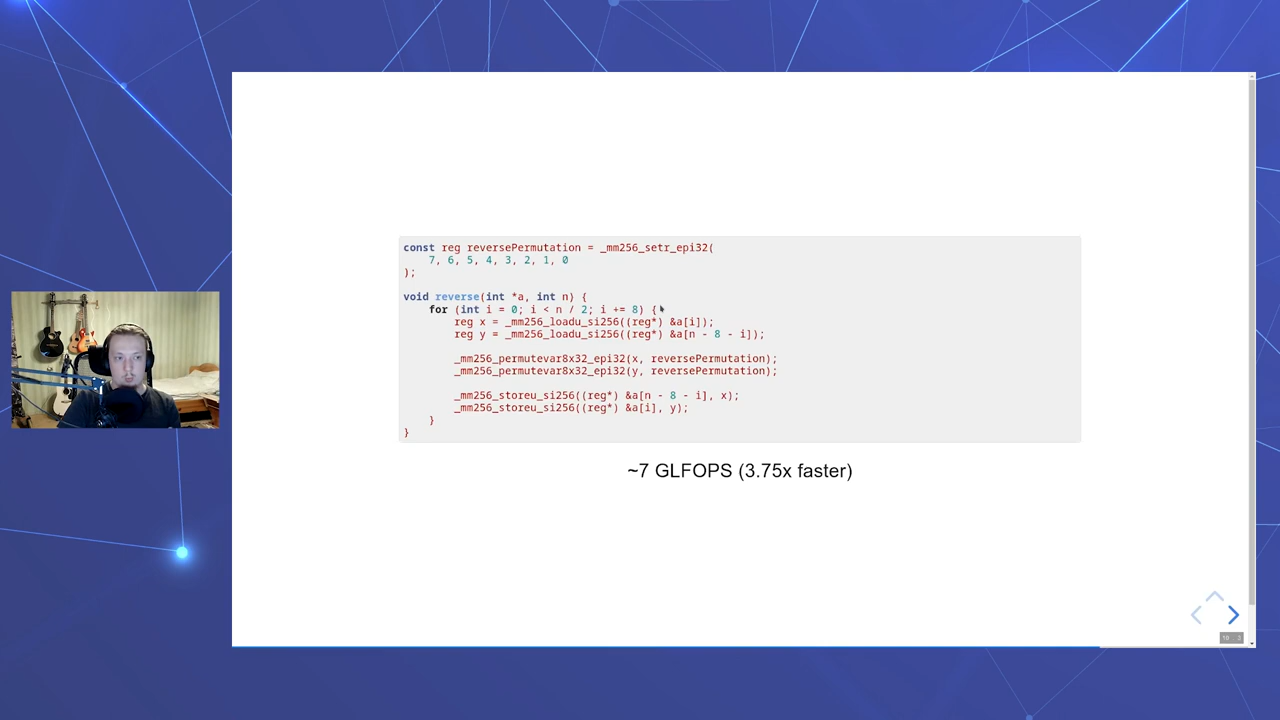 const reg reversePermutation = _mm256_setr_epi32(
7, 6, 5, 4, 3, 2, 1, 0
);
void reverse(int *a, int n) {
for (int i = 0; i < n / 2; i += 8) {
reg x = _mm256_loadu_si256((reg*) &a[i]);
reg y = _mm256_loadu_si256((reg*) &a[n - 8 - i]);
_mm256_permutevar8x32_epi32(x, reversePermutation);
_mm256_permutevar8x32_epi32(y, reversePermutation);
_mm256_storeu_si256((reg*) &a[n - 8 - i], x);
_mm256_storeu_si256((reg*) &a[i], y);
}
}
~7 GLFOPS (3.75x faster)